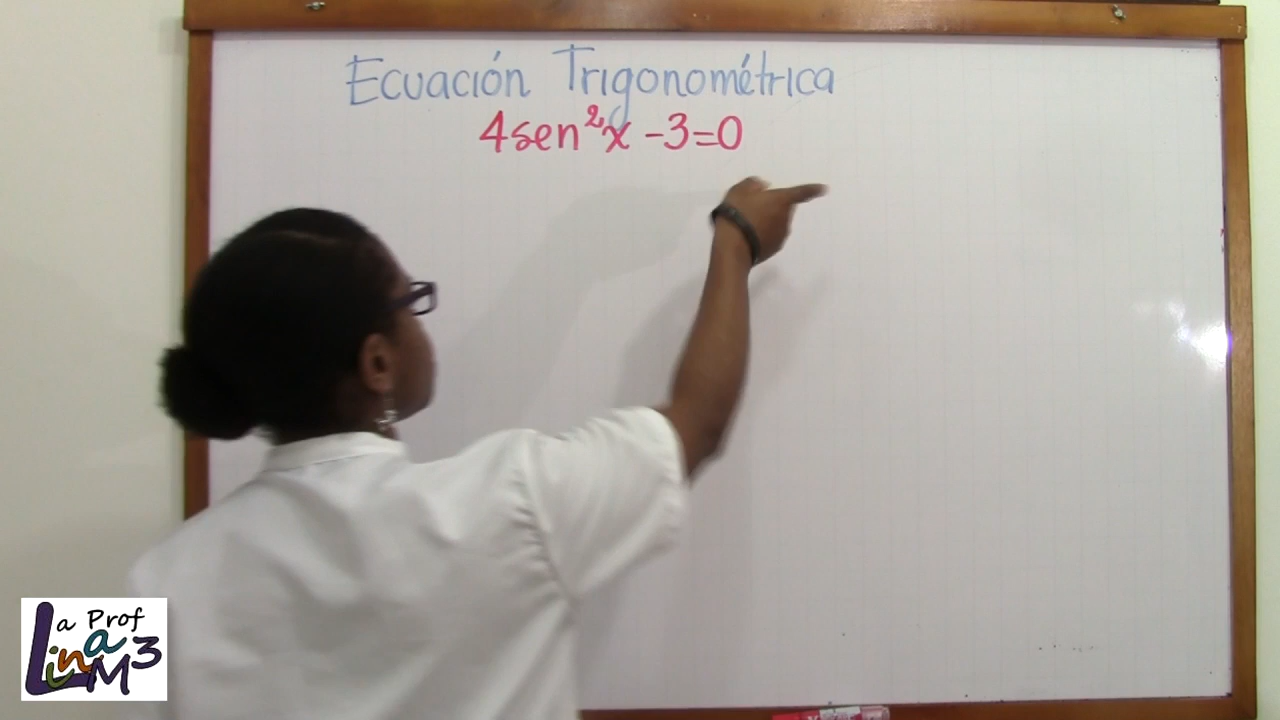 Ecuación Trigonométrica
4sen²x -3=0
La Prof
Lina M3